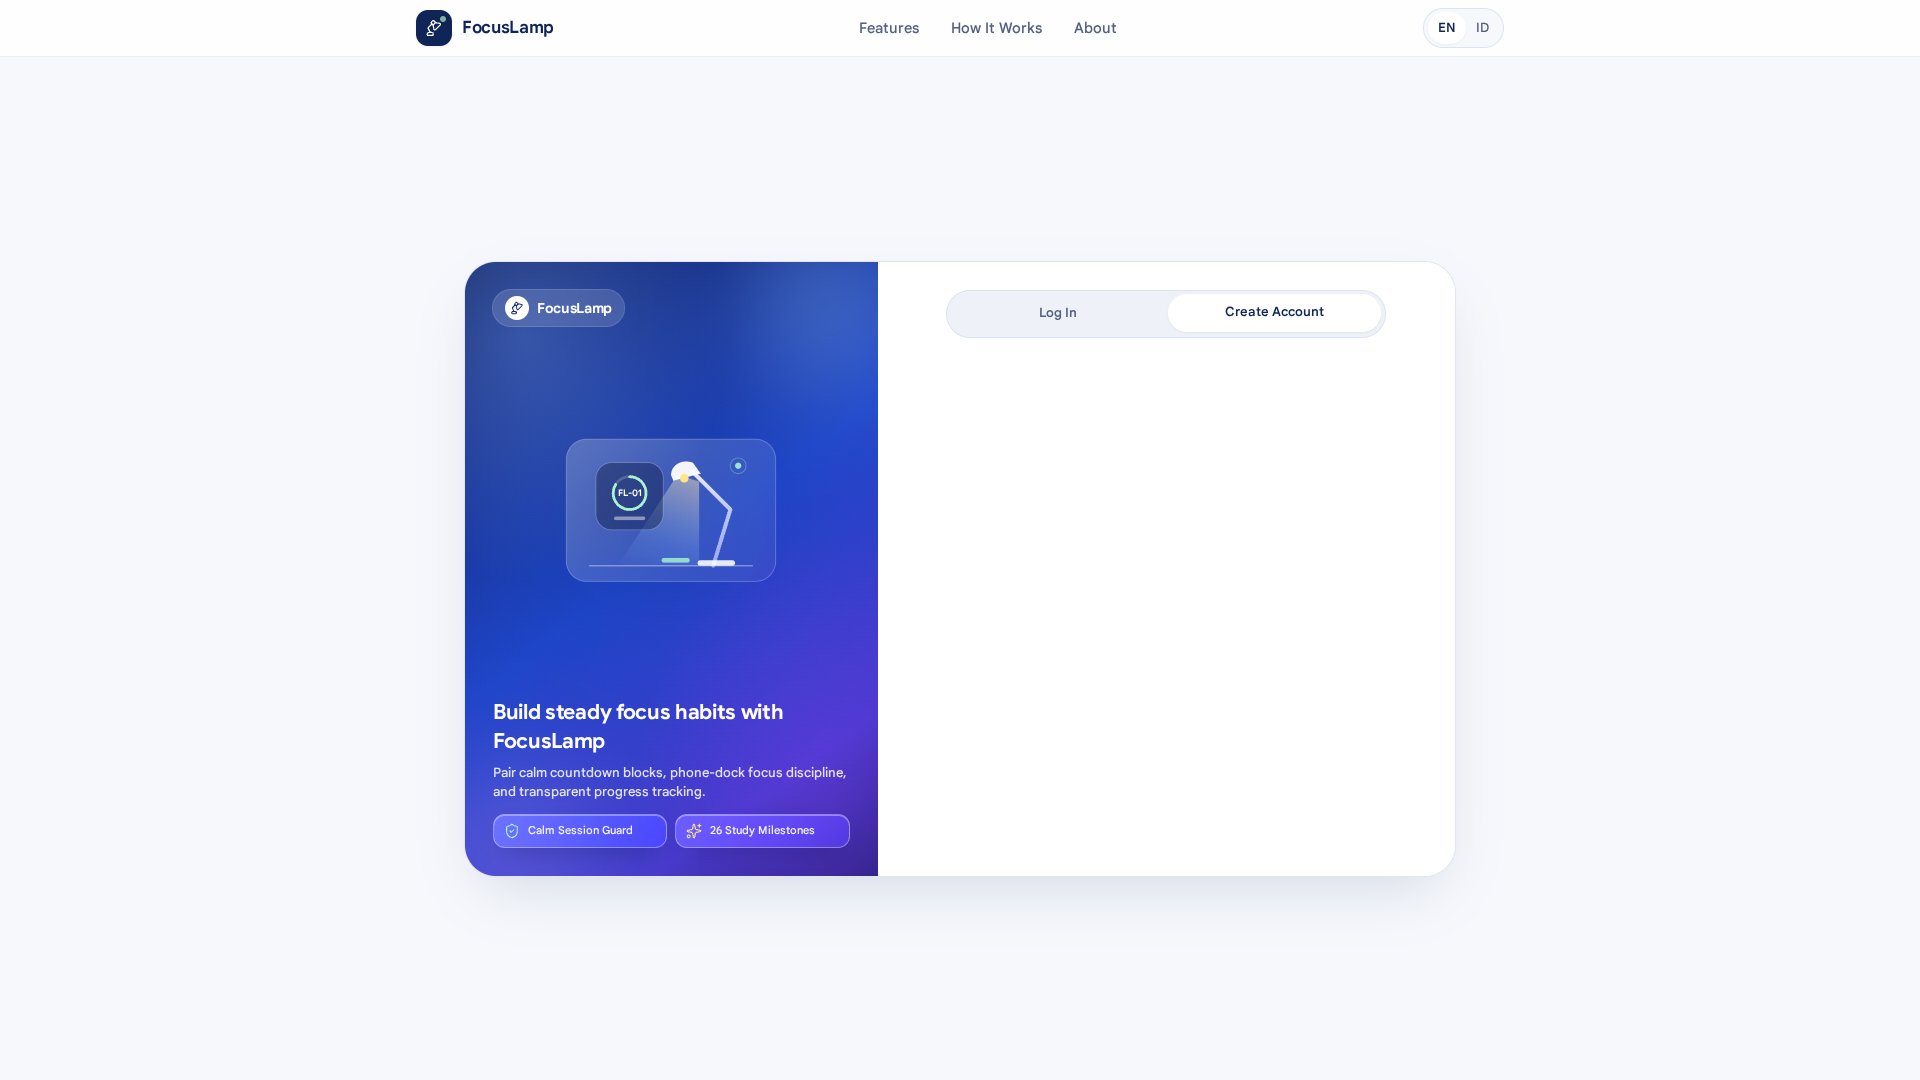 FocusLamp
Features
How It Works
About
EN
ID
FocusLamp
FL-01
Build steady focus habits with
FocusLamp
Pair calm countdown blocks, phone-dock focus discipline,
and transparent progress tracking.
Calm Session Guard
26 Study Milestones
Log In
Create Account